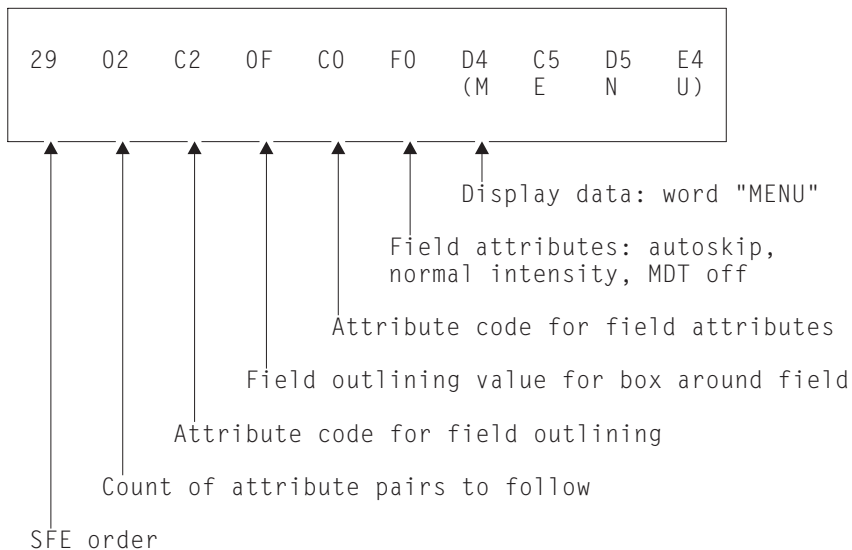 29 02 C2 0F C0 F0 D4 C5 D5 E4
(M E N U)
Display data: word "MENU"
Field attributes: autoskip,
normal intensity, MDT off
Attribute code for field attributes
Field outlining value for box around field
Attribute code for field outlining
Count of attribute pairs to follow
SFE order